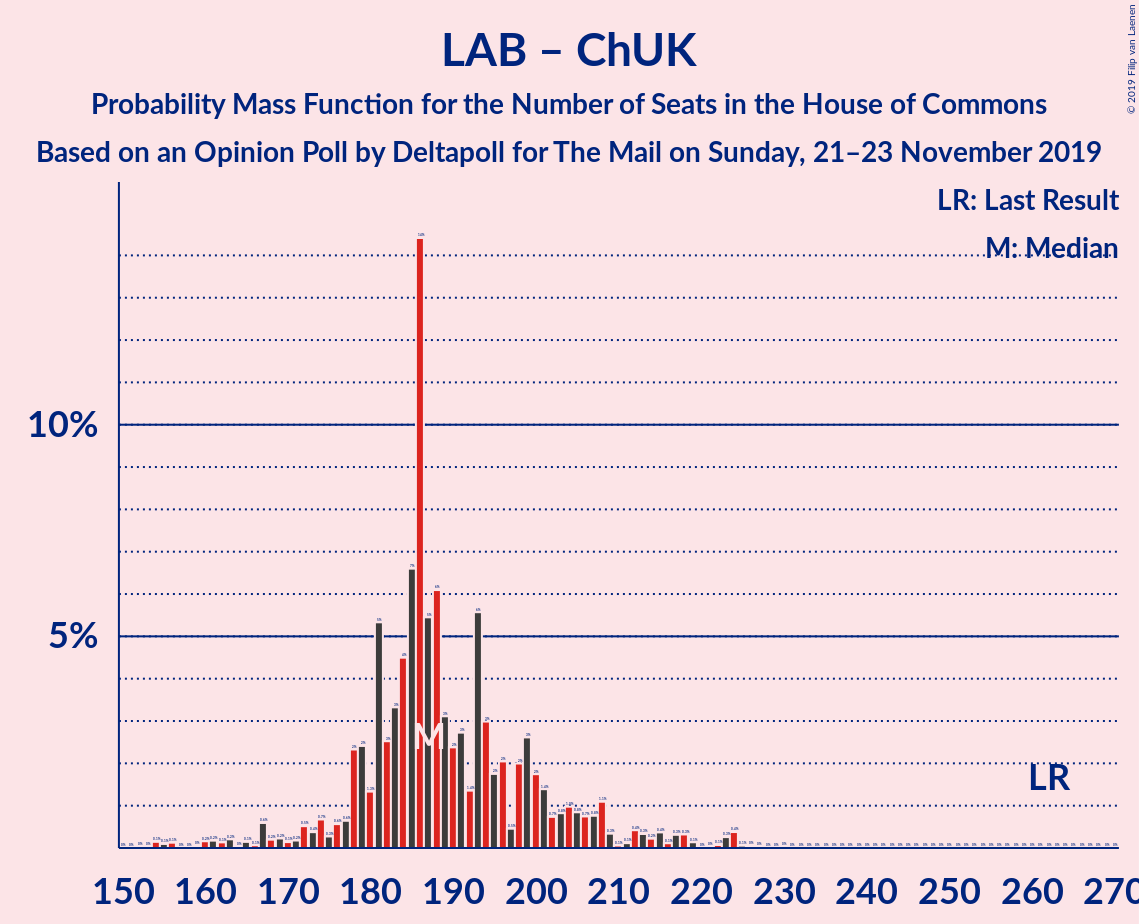 LAB – ChUK
Probability Mass Function for the Number of Seats in the House of Commons
Based on an Opinion Poll by Deltapoll for The Mail on Sunday, 21–23 November 2019
© 2019 Filip van Laenen
LR: Last Result
M: Median
10%
5%
M
LR
150 160 170 180 190 200 210 220 230 240 250 260 270